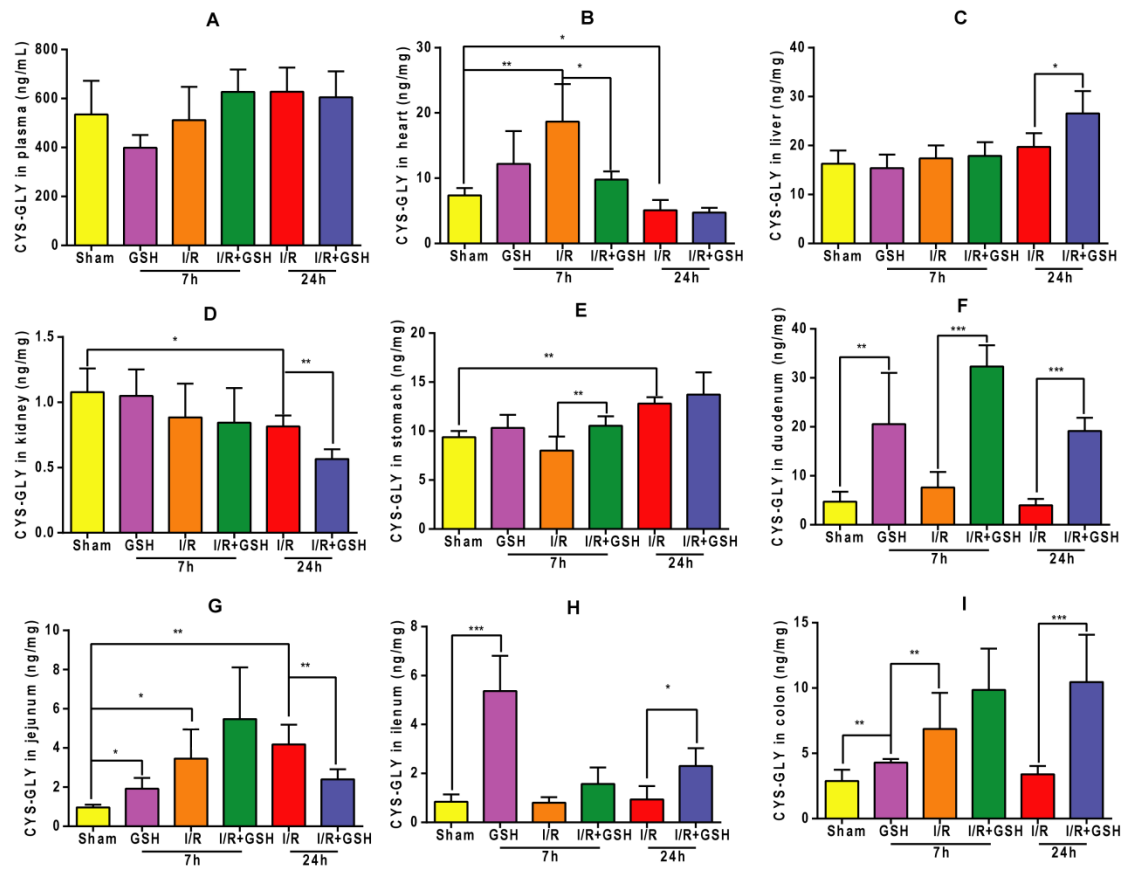 A
CYS-GLY in plasma (ng/mL)
800
600
400
200
0
Sham GSH I/R I/R+GSH I/R I/R+GSH
7h 24h
B
CYS-GLY in heart (ng/mg)
30
20
10
0
*
** *
Sham GSH I/R I/R+GSH I/R I/R+GSH
7h 24h
C
CYS-GLY in liver (ng/mg)
40
30
20
10
0
*
Sham GSH I/R I/R+GSH I/R I/R+GSH
7h 24h
D
CYS-GLY in kidney (ng/mg)
1.5
1.0
0.5
0.0
*
**
Sham GSH I/R I/R+GSH I/R I/R+GSH
7h 24h
E
CYS-GLY in stomach (ng/mg)
20
15
10
5
0
**
**
Sham GSH I/R I/R+GSH I/R I/R+GSH
7h 24h
F
CYS-GLY in duodenum (ng/mg)
40
30
20
10
0
** *** ***
Sham GSH I/R I/R+GSH I/R I/R+GSH
7h 24h
G
CYS-GLY in jejunum (ng/mg)
10
8
6
4
2
0
**
**
*
*
Sham GSH I/R I/R+GSH I/R I/R+GSH
7h 24h
H
CYS-GLY in ilenum (ng/mg)
8
6
4
2
0
***
*
Sham GSH I/R I/R+GSH I/R I/R+GSH
7h 24h
I
CYS-GLY in colon (ng/mg)
15
10
5
0
***
**
**
Sham GSH I/R I/R+GSH I/R I/R+GSH
7h 24h